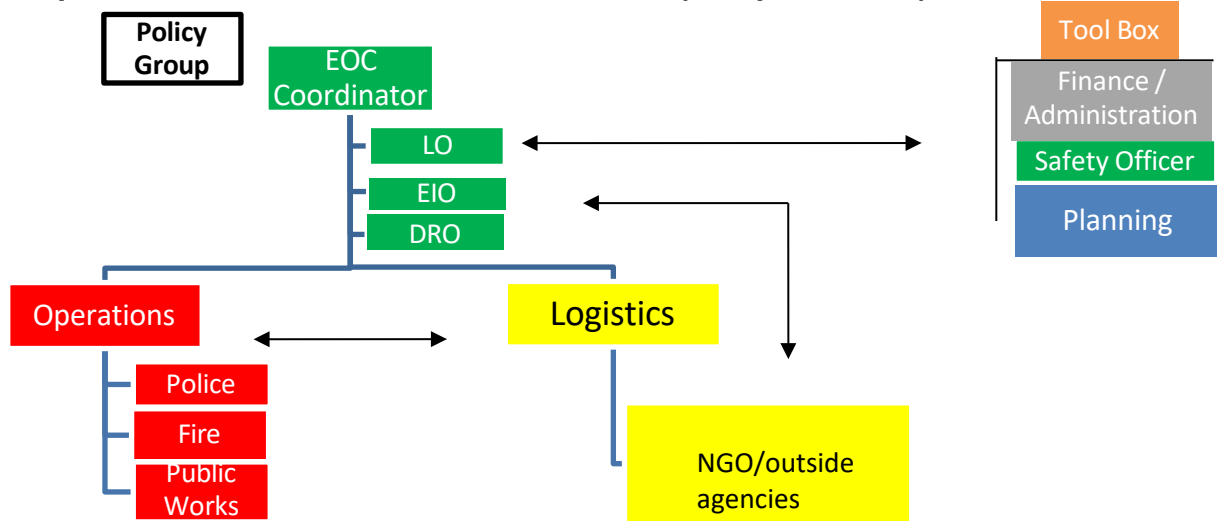 Policy
Group
EOC
Coordinator
LO
EIO
DRO
Tool Box
Finance /
Administration
Safety Officer
Planning
Operations
Logistics
Police
Fire
Public
Works
NGO/outside
agencies